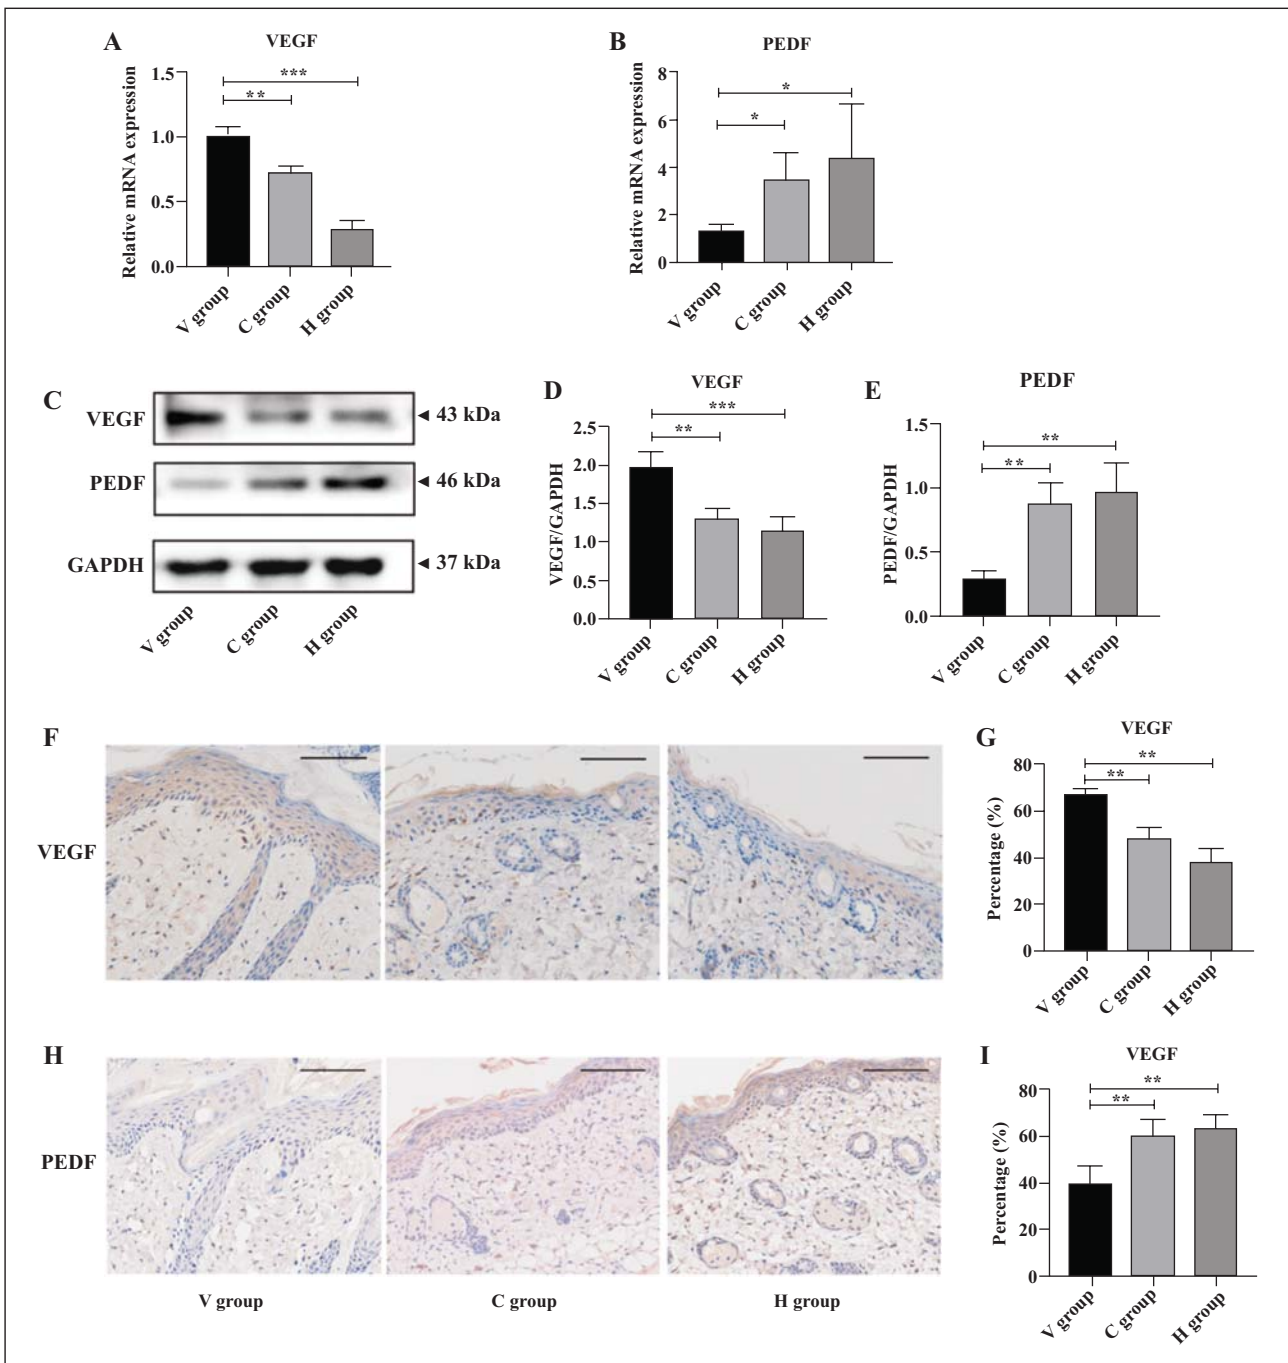 A
VEGF
Relative mRNA expression
1.5
1.0
0.5
0.0
***
**
V group
C group
H group
B
PEDF
Relative mRNA expression
8
6
4
2
0
*
*
V group
C group
H group
C
VEGF
◄ 43 kDa
PEDF
◄ 46 kDa
GAPDH
◄ 37 kDa
V group
C group
H group
D
VEGF
VEGF/GAPDH
2.5
2.0
1.5
1.0
0.5
0.0
***
**
V group
C group
H group
E
PEDF
PEDF/GAPDH
1.5
1.0
0.5
0.0
**
**
V group
C group
H group
F
VEGF
G
VEGF
Percentage (%)
80
60
40
20
0
**
**
V group
C group
H group
H
PEDF
V group
C group
H group
I
VEGF
Percentage (%)
80
60
40
20
0
**
**
V group
C group
H group